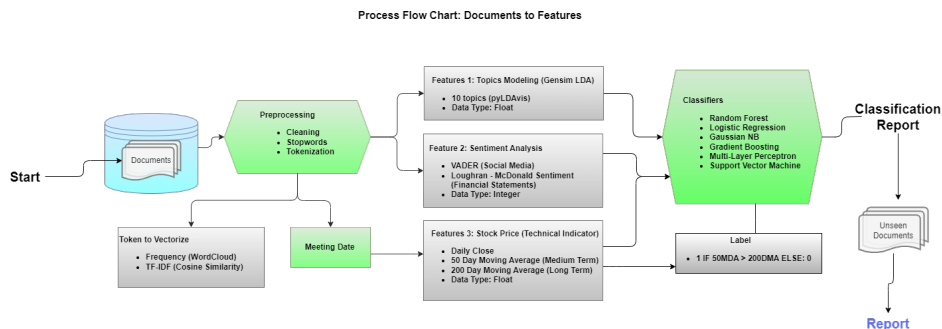 Process Flow Chart: Documents to Features
Start
Documents
Preprocessing
• Cleaning
• Stopwords
• Tokenization
Token to Vectorize
• Frequency (WordCloud)
• TF-IDF (Cosine Similarity)
Meeting Date
Features 1: Topics Modeling (Gensim LDA)
• 10 topics (pyLDAvis)
• Data Type: Float
Feature 2: Sentiment Analysis
• VADER (Social Media)
• Loughran - McDonald Sentiment
(Financial Statements)
• Data Type: Integer
Features 3: Stock Price (Technical Indicator)
• Daily Close
• 50 Day Moving Average (Medium Term)
• 200 Day Moving Average (Long Term)
• Data Type: Float
Classifiers
• Random Forest
• Logistic Regression
• Gaussian NB
• Gradient Boosting
• Multi-Layer Perceptron
• Support Vector Machine
Label
• 1 IF 50MDA > 200DMA ELSE: 0
Classification
Report
Unseen
Documents
Report